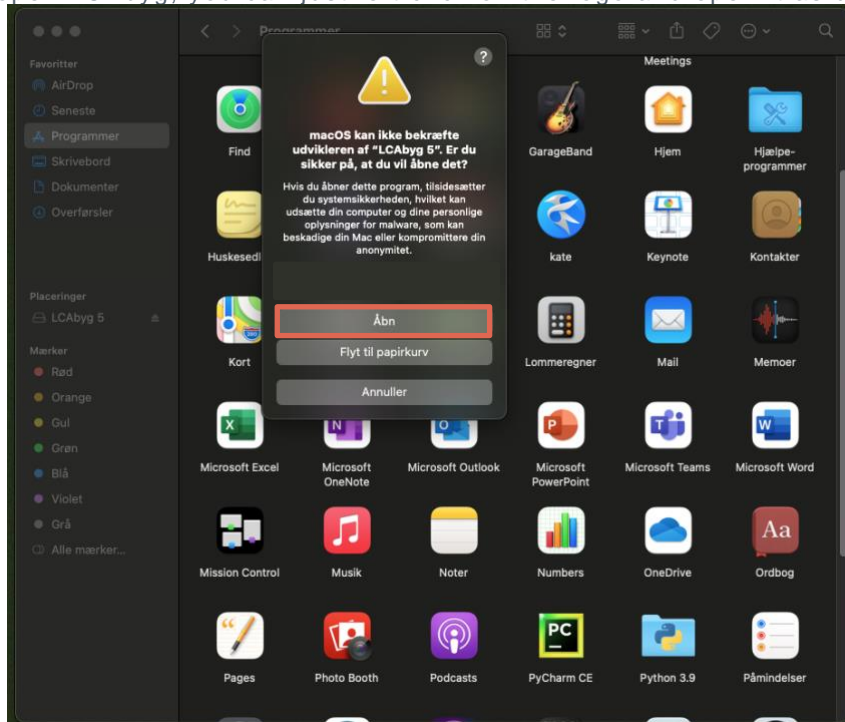 Programmer
Favoritter
AirDrop
Seneste
Programmer
Skrivebord
Dokumenter
Overførsler
Placeringer
LCAbyg 5
Mærker
Rød
Orange
Gul
Grøn
Blå
Violet
Grå
Alle mærker...
?
macOS kan ikke bekræfte
udvikleren af “LCAbyg 5”. Er du
sikker på, at du vil åbne det?
Hvis du åbner dette program, tilsidesætter
du systemsikkerheden, hvilket kan
udsætte din computer og dine personlige
oplysninger for malware, som kan
beskadige din Mac eller kompromittere din
anonymitet.
Åbn
Flyt til papirkurv
Annuller
Meetings
Find
GarageBand
Hjem
Hjælpe-
programmer
Huskesedl
kate
Keynote
Kontakter
Kort
Lommeregner
Mail
Memoer
X
N
O
P
T
W
Microsoft Excel
Microsoft
OneNote
Microsoft Outlook
Microsoft
PowerPoint
Microsoft Teams
Microsoft Word
Aa
Mission Control
Musik
Noter
Numbers
OneDrive
Ordbog
PC
Pages
Photo Booth
Podcasts
PyCharm CE
Python 3.9
Påmindelser